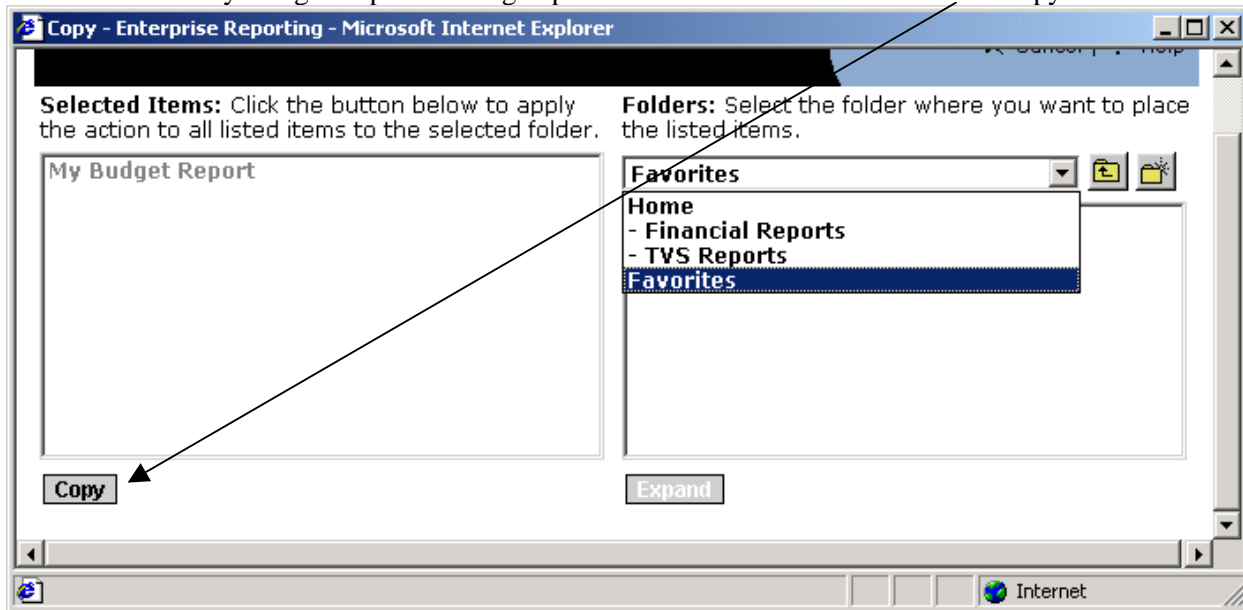 Copy - Enterprise Reporting - Microsoft Internet Explorer
Selected Items: Click the button below to apply
the action to all listed items to the selected folder.
Folders: Select the folder where you want to place
the listed items.
My Budget Report
Favorites
Home
- Financial Reports
- TVS Reports
Favorites
Copy
Expand
Internet